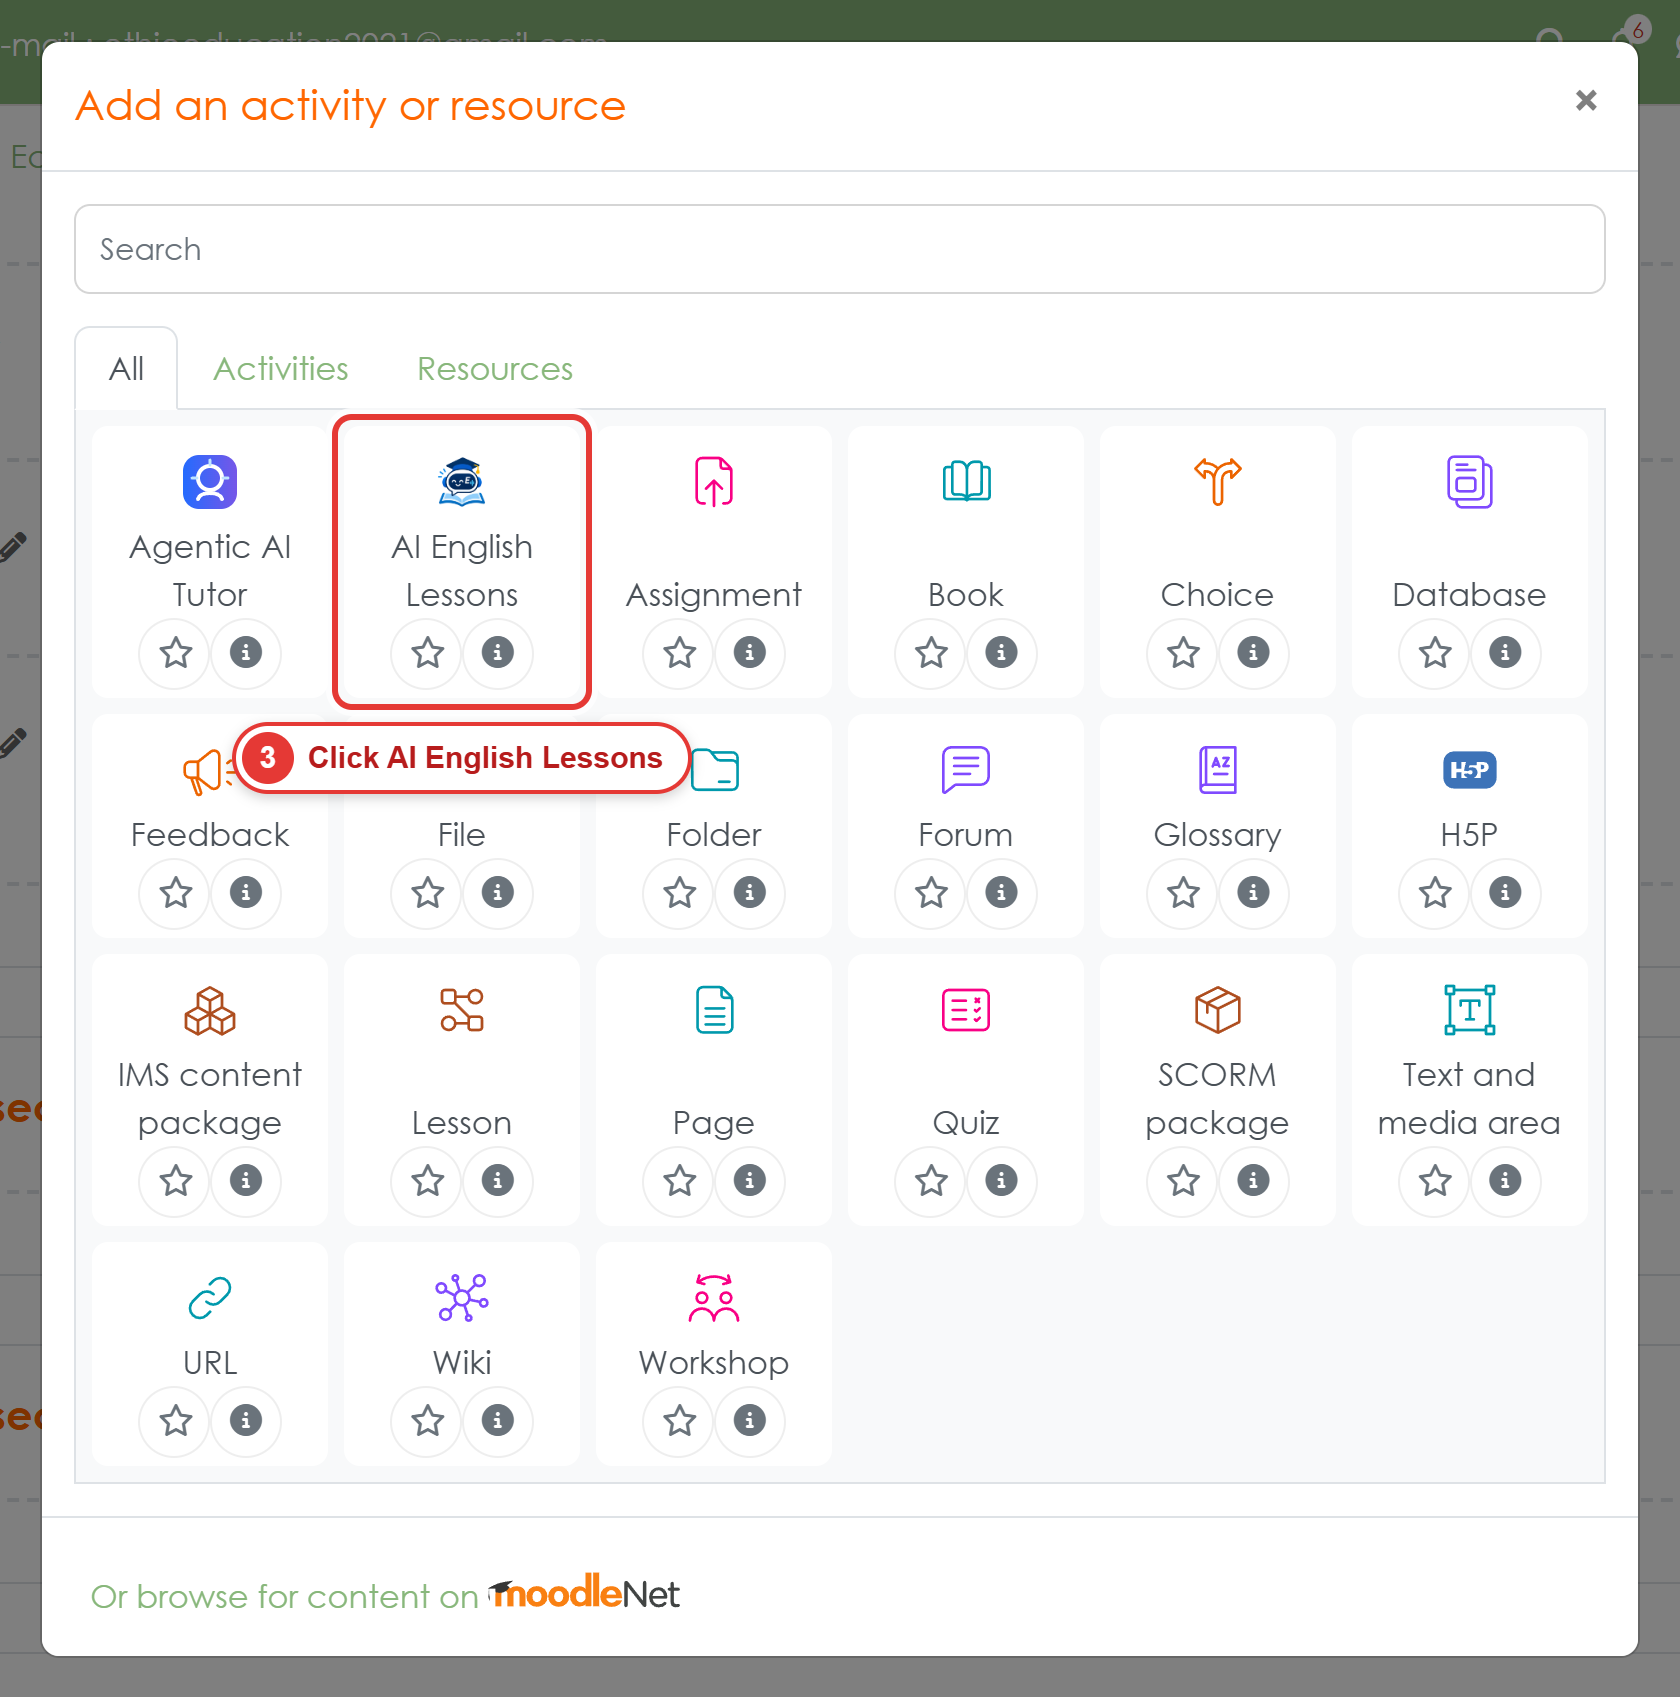 Add an activity or resource
6
Search
All
Activities
Resources
Agentic AI
Tutor
AI English
Lessons
Assignment
Book
Choice
Database
3 Click AI English Lessons
Feedback
File
Folder
Forum
AZ
Glossary
H5P
H5P
IMS content
package
Lesson
Page
Quiz
SCORM
package
T
Text and
media area
URL
Wiki
Workshop
Or browse for content on moodleNet